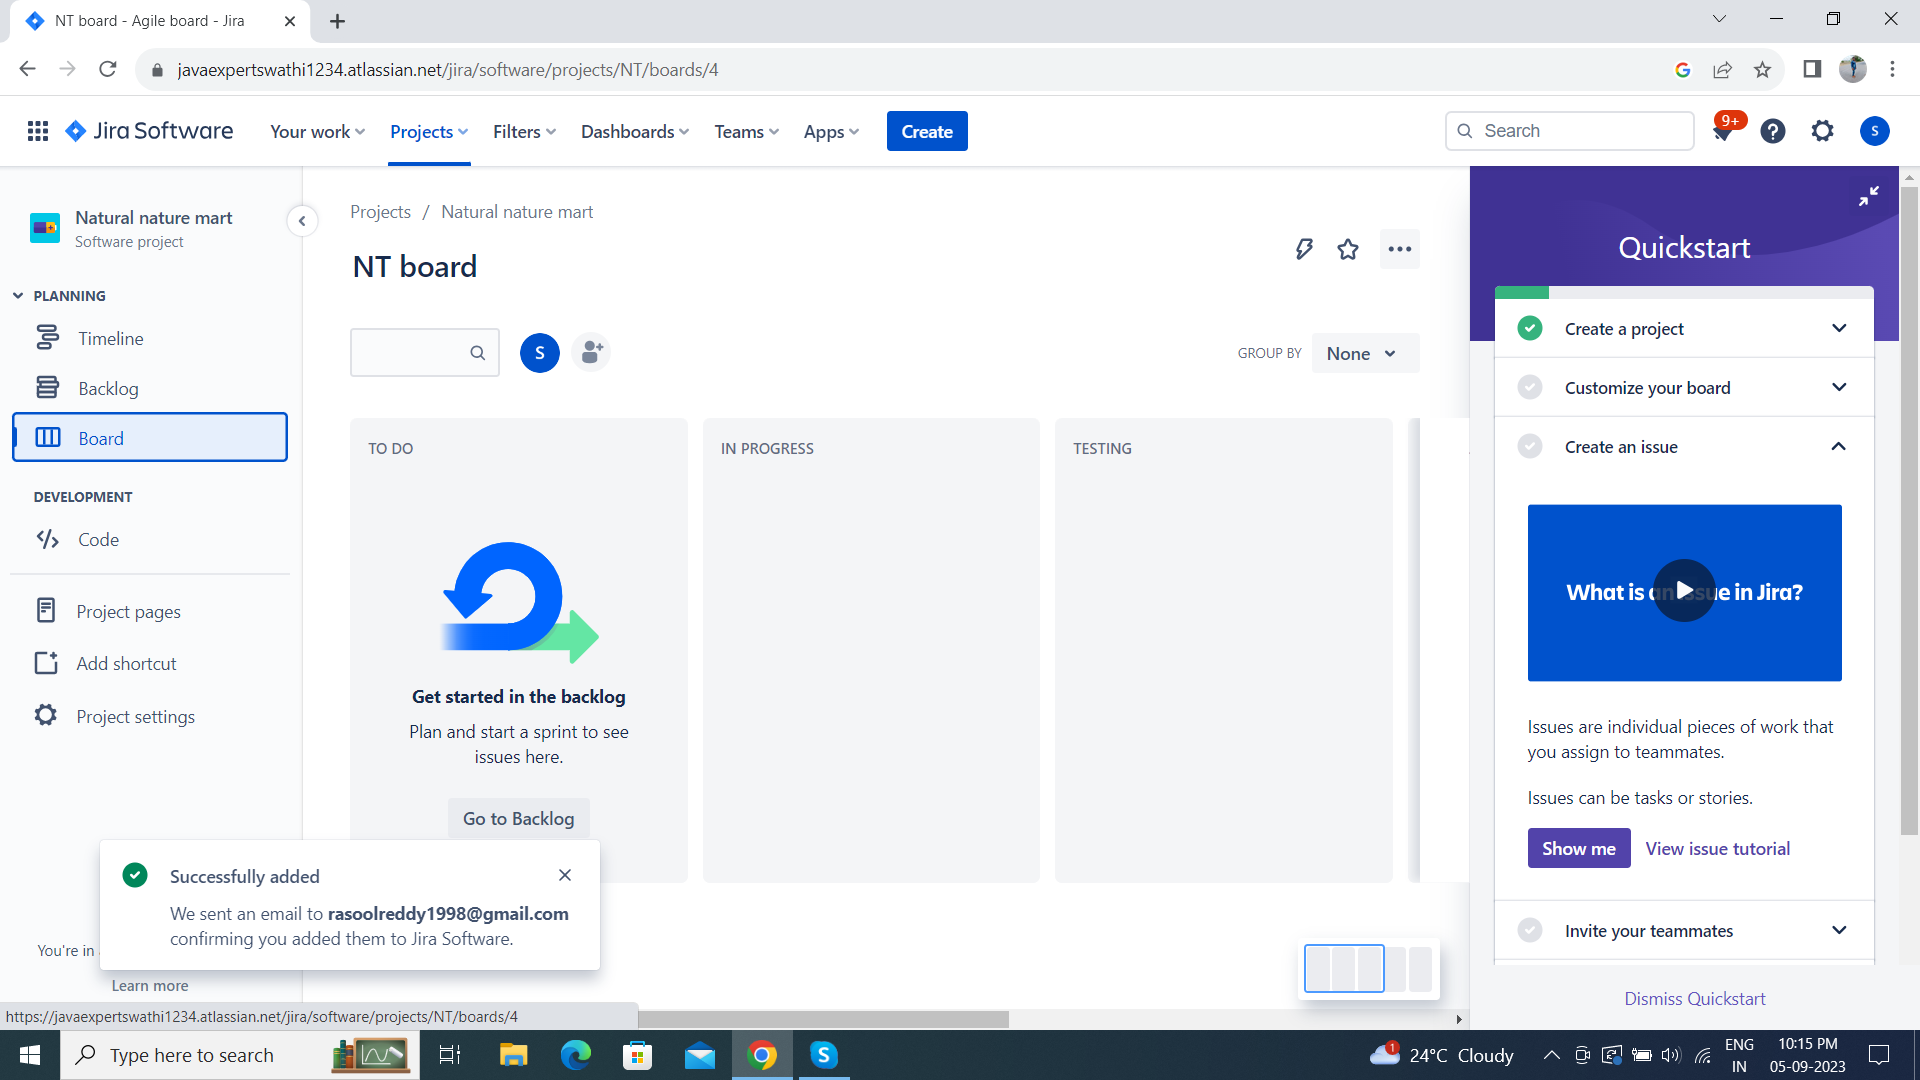 NT board - Agile board - Jira
javaexpertswathi1234.atlassian.net/jira/software/projects/NT/boards/4
Jira Software
Your work
Projects
Filters
Dashboards
Teams
Apps
Create
Search
9+
S
Natural nature mart
Software project
PLANNING
Timeline
Backlog
Board
DEVELOPMENT
Code
Project pages
Add shortcut
Project settings
You're in
Learn more
Projects / Natural nature mart
NT board
S
GROUP BY
None
TO DO
IN PROGRESS
TESTING
Get started in the backlog
Plan and start a sprint to see
issues here.
Go to Backlog
Successfully added
We sent an email to rasoolreddy1998@gmail.com
confirming you added them to Jira Software.
Quickstart
Create a project
Customize your board
Create an issue
What is an issue in Jira?
Issues are individual pieces of work that
you assign to teammates.
Issues can be tasks or stories.
Show me
View issue tutorial
Invite your teammates
Dismiss Quickstart
https://javaexpertswathi1234.atlassian.net/jira/software/projects/NT/boards/4
Type here to search
1
24°C Cloudy
ENG
IN
10:15 PM
05-09-2023